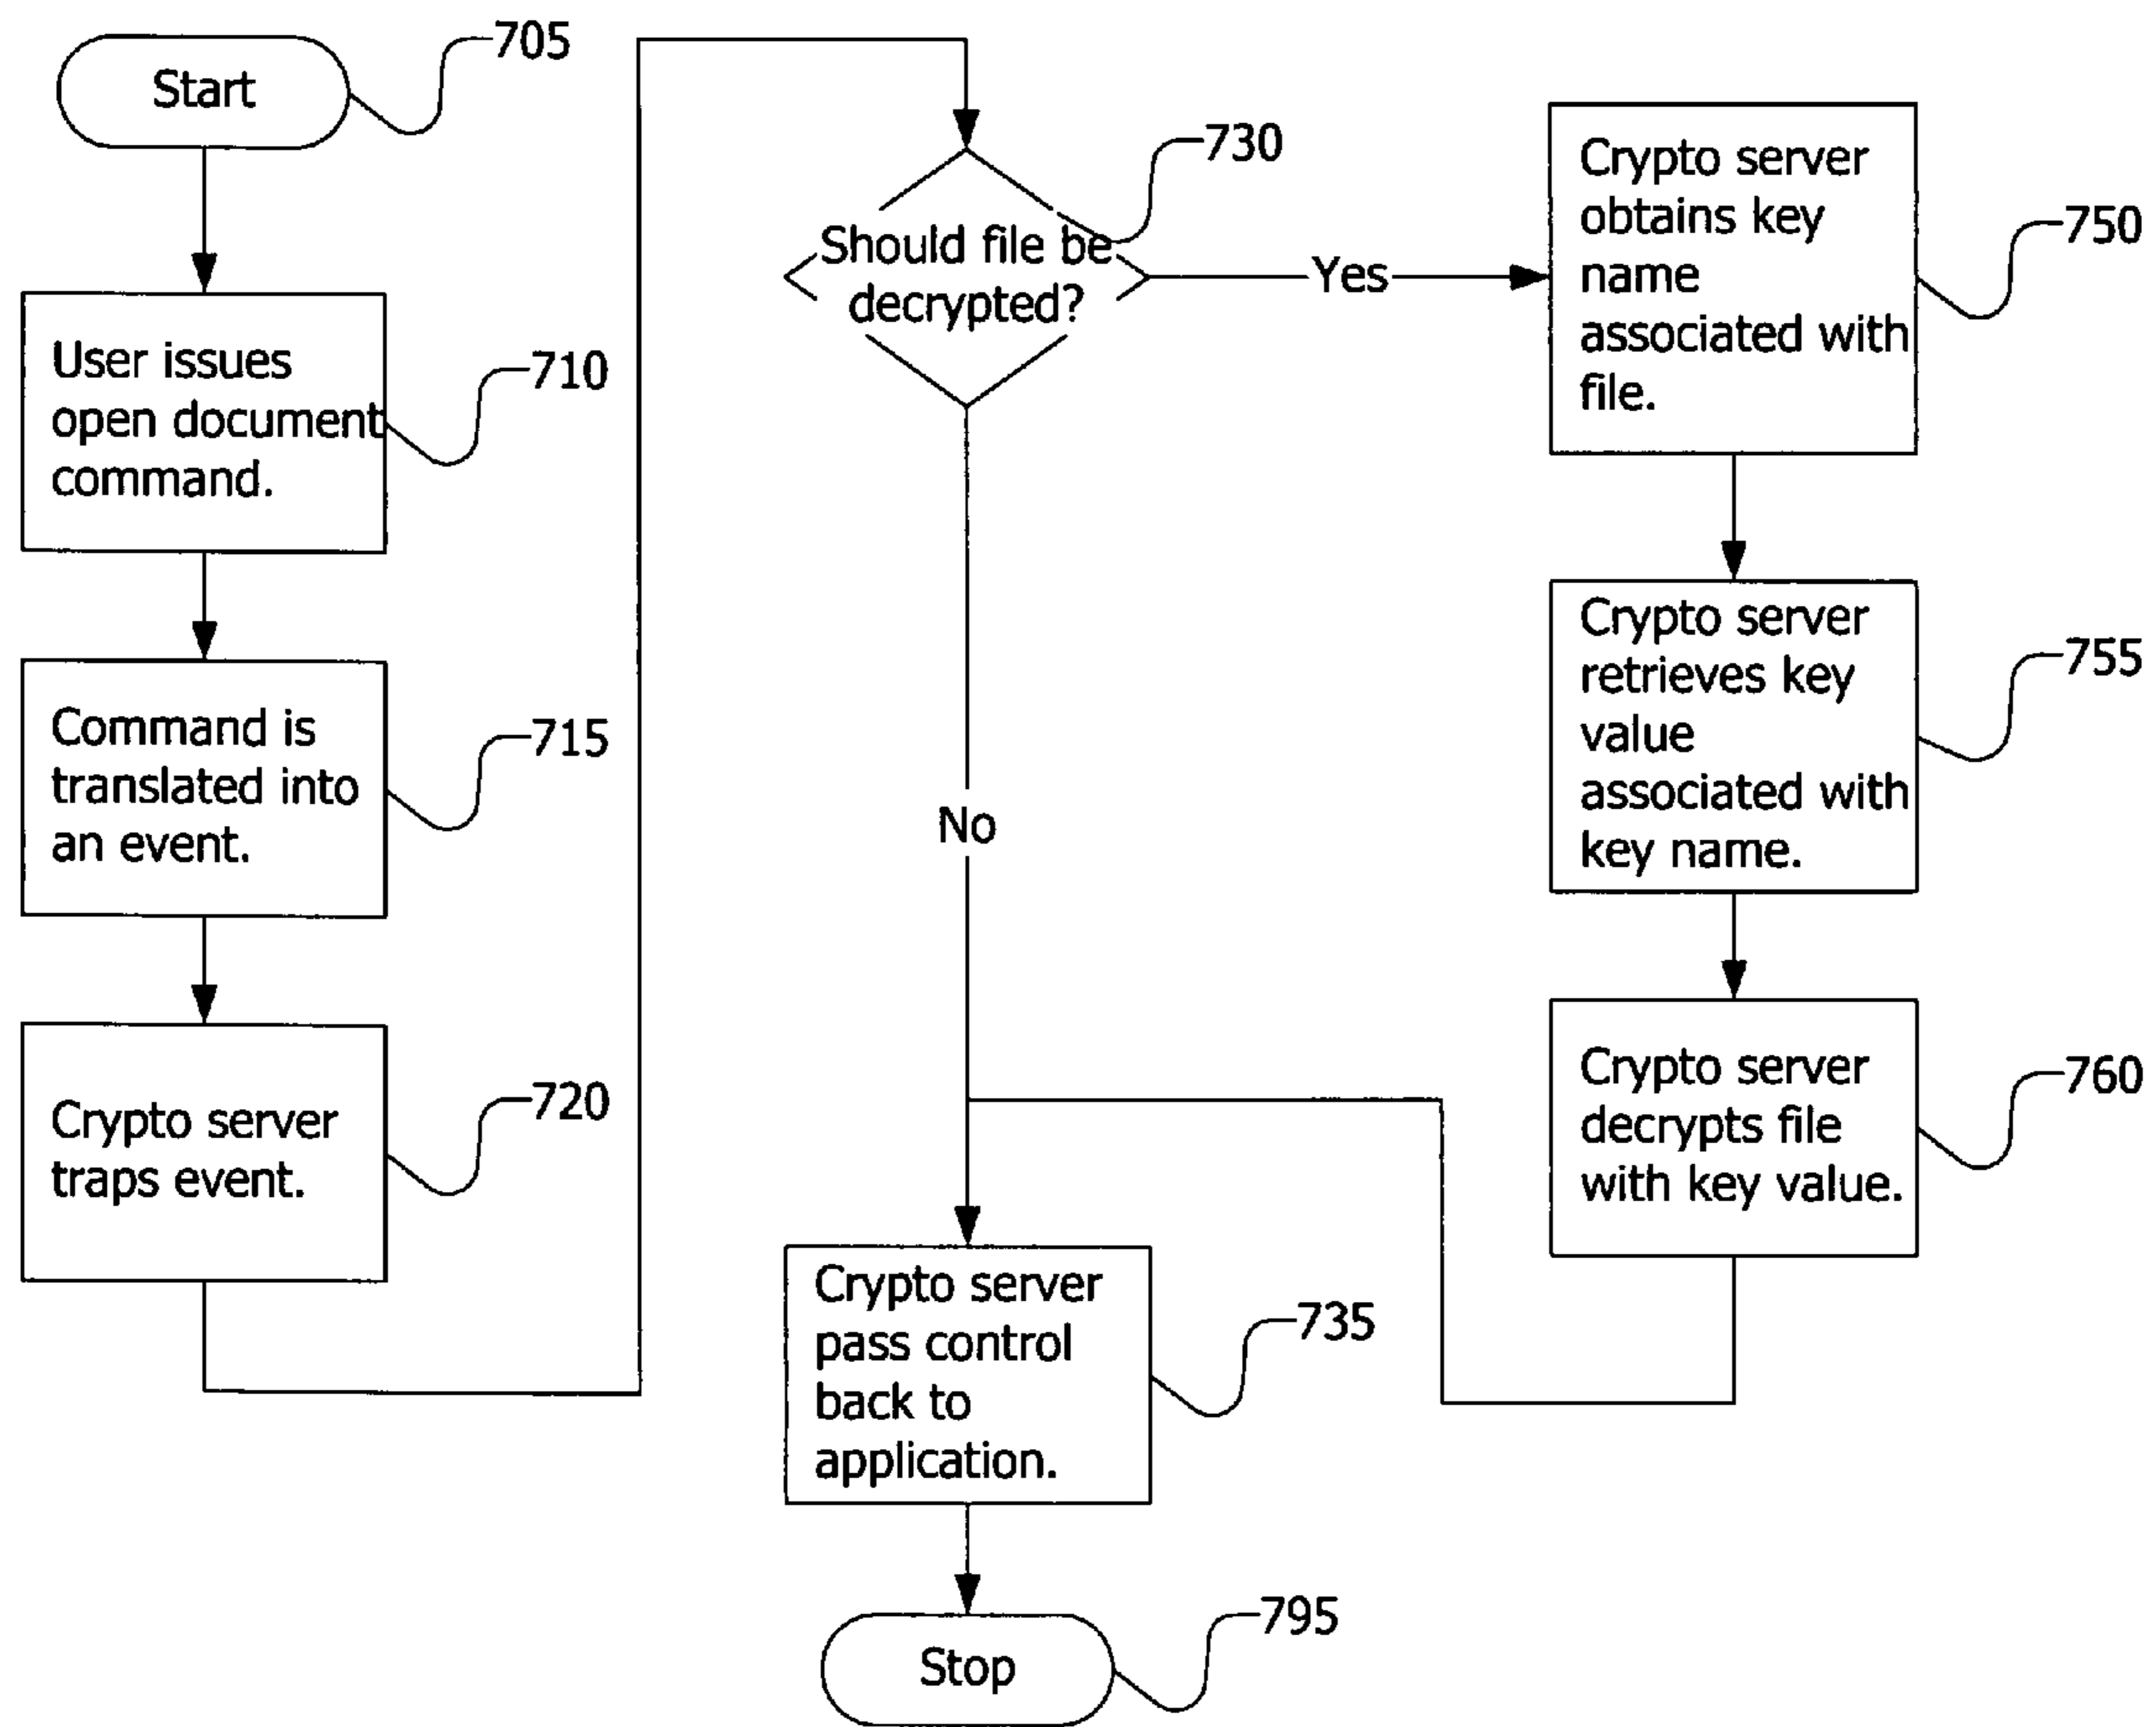 Start
705
User issues
open document
command.
710
Command is
translated into
an event.
715
Crypto server
traps event.
720
Should file be
decrypted?
730
Yes
No
Crypto server
pass control
back to
application.
735
Stop
795
Crypto server
obtains key
name
associated with
file.
750
Crypto server
retrieves key
value
associated with
key name.
755
Crypto server
decrypts file
with key value.
760